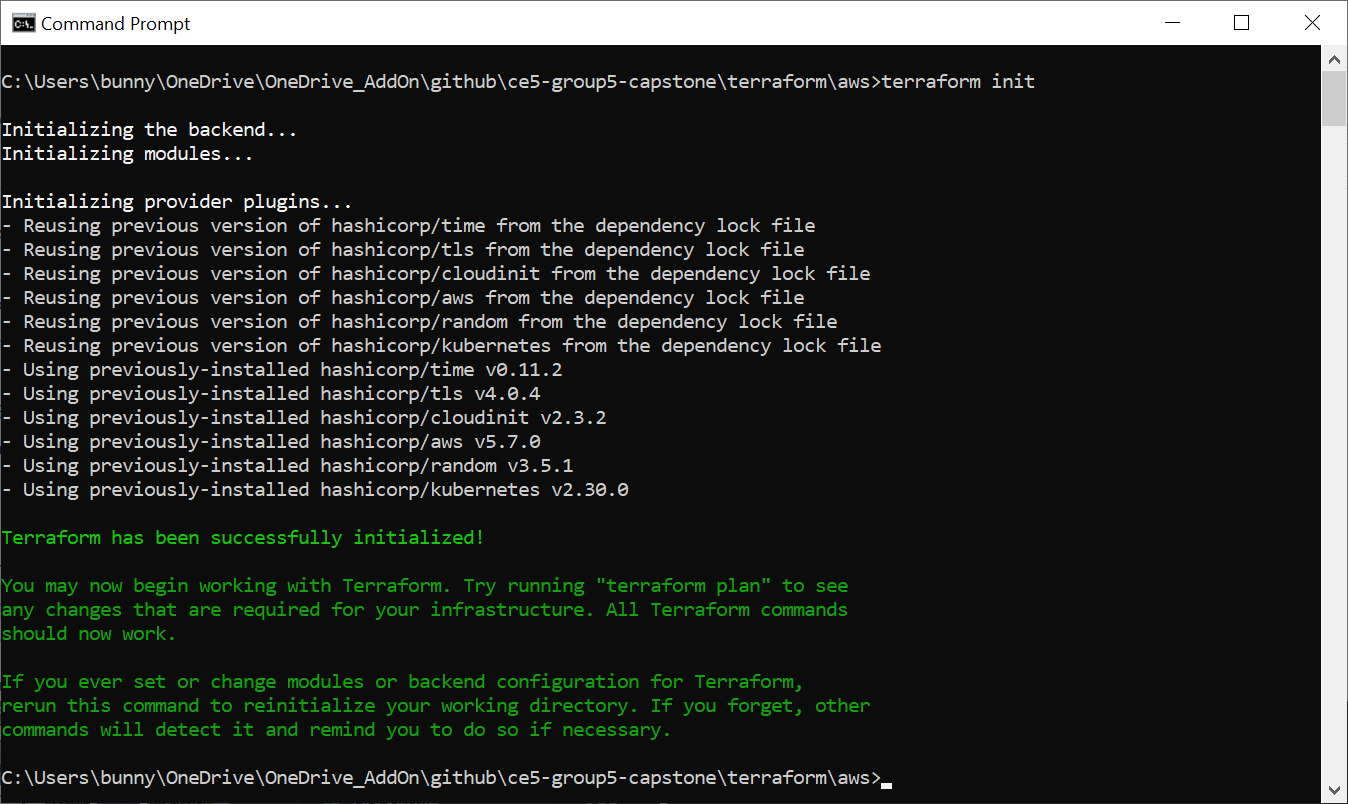 Command Prompt
C:\Users\bunny\OneDrive\OneDrive_AddOn\github\ce5-group5-capstone\terraform\aws>terraform init
Initializing the backend...
Initializing modules...
Initializing provider plugins...
- Reusing previous version of hashicorp/time from the dependency lock file
- Reusing previous version of hashicorp/tls from the dependency lock file
- Reusing previous version of hashicorp/cloudinit from the dependency lock file
- Reusing previous version of hashicorp/aws from the dependency lock file
- Reusing previous version of hashicorp/random from the dependency lock file
- Reusing previous version of hashicorp/kubernetes from the dependency lock file
- Using previously-installed hashicorp/time v0.11.2
- Using previously-installed hashicorp/tls v4.0.4
- Using previously-installed hashicorp/cloudinit v2.3.2
- Using previously-installed hashicorp/aws v5.7.0
- Using previously-installed hashicorp/random v3.5.1
- Using previously-installed hashicorp/kubernetes v2.30.0
Terraform has been successfully initialized!
You may now begin working with Terraform. Try running "terraform plan" to see
any changes that are required for your infrastructure. All Terraform commands
should now work.
If you ever set or change modules or backend configuration for Terraform,
rerun this command to reinitialize your working directory. If you forget, other
commands will detect it and remind you to do so if necessary.
C:\Users\bunny\OneDrive\OneDrive_AddOn\github\ce5-group5-capstone\terraform\aws>